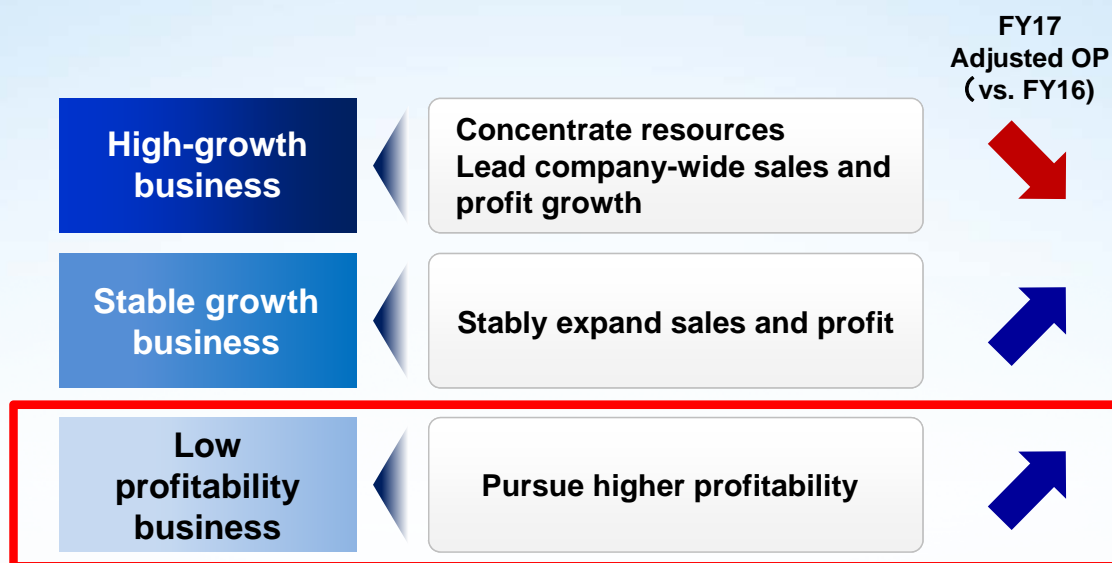 FY17
Adjusted OP
（vs. FY16)
High-growth
business
Concentrate resources
Lead company-wide sales and
profit growth
Stable growth
business
Stably expand sales and profit
Low
profitability
business
Pursue higher profitability